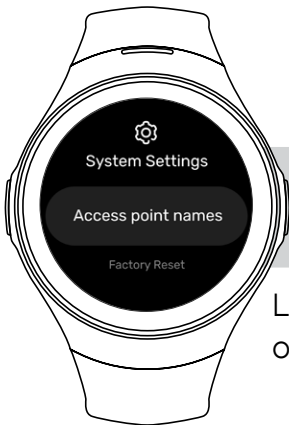 System Settings
Access point names
Factory Reset
L
o